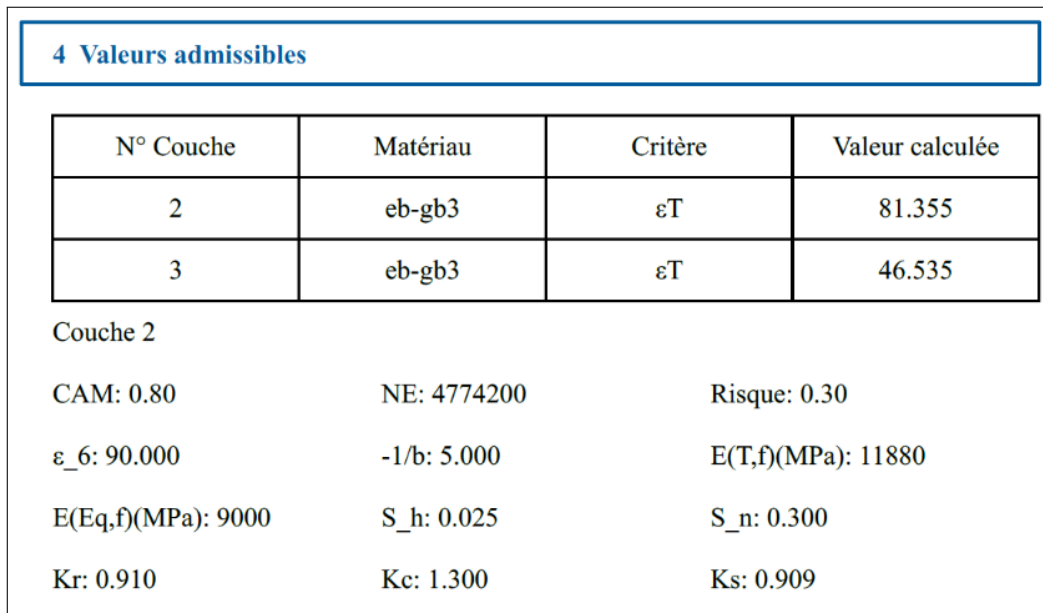 4 Valeurs admissibles
N° Couche Matériau Critère Valeur calculée
2 eb-gb3 εT 81.355
3 eb-gb3 εT 46.535
Couche 2
CAM: 0.80 NE: 4774200 Risque: 0.30
ε_6: 90.000 -1/b: 5.000 E(T,f)(MPa): 11880
E(Eq,f)(MPa): 9000 S_h: 0.025 S_n: 0.300
Kr: 0.910 Kc: 1.300 Ks: 0.909